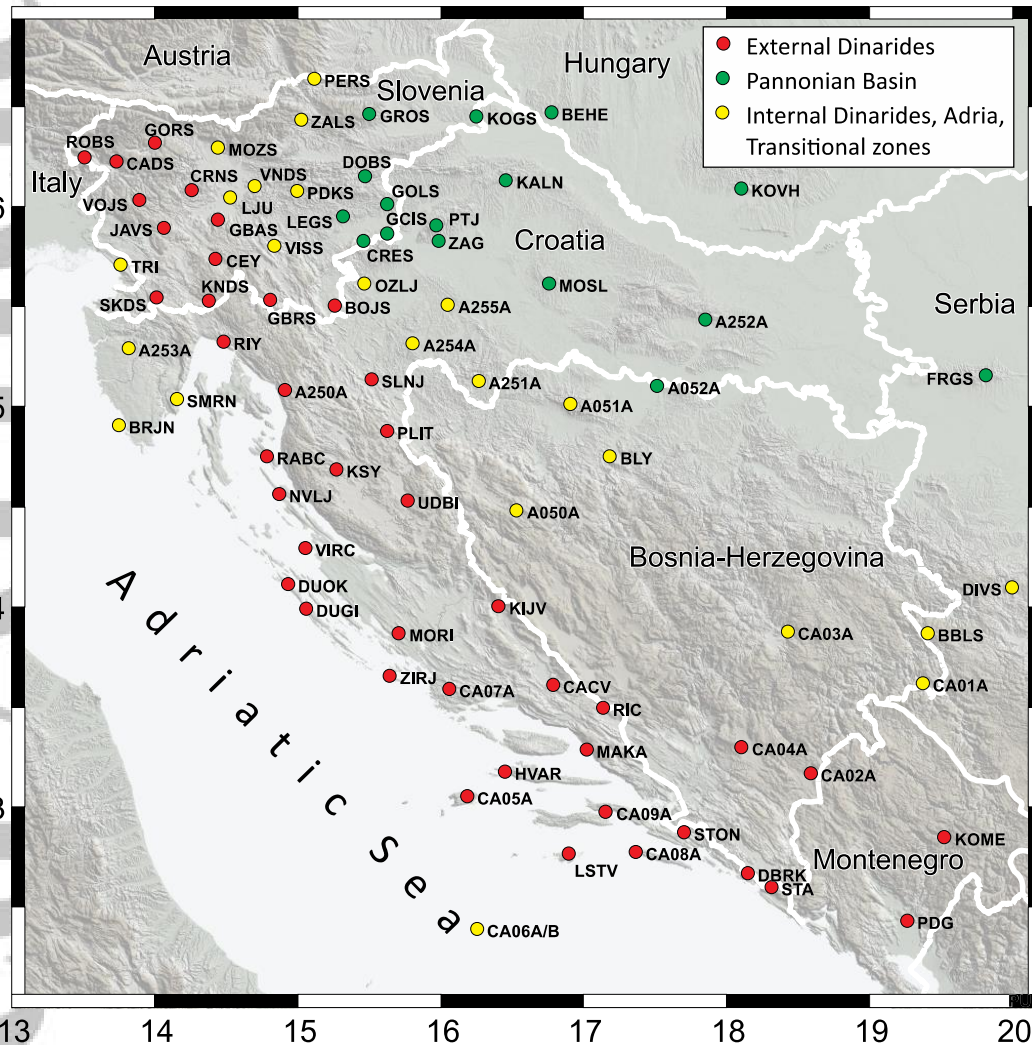 Austria
Hungary
External Dinarides
Pannonian Basin
Internal Dinarides, Adria,
Transitional zones
PERS
Slovenia
GROS
KOGS
BEHE
ZALS
GORS
ROBS
CADS
MOZS
DOBS
Italy
CRNS
VNDS
PDKS
GOLS
KALN
KOVH
VOJS
LJU
LEGS
GCIS
PTJ
JAVS
GBAS
VISS
CRES
ZAG
Croatia
TRI
CEY
OZLJ
MOSL
SKDS
KNDS
GBRS
BOJS
A255A
A252A
Serbia
A253A
RIY
A254A
A250A
SLNJ
A251A
A052A
FRGS
SMRN
A051A
BRJN
PLIT
RABC
KSY
BLY
NVLJ
UDBI
A050A
VIRC
Bosnia-Herzegovina
DUOK
DIVS
DUGI
KIJV
MORI
CA03A
BBLS
Adriatic Sea
ZIRJ
CA07A
CACV
CA01A
RIC
MAKA
CA04A
HVAR
CA02A
CA05A
CA09A
STON
KOME
LSTV
CA08A
Montenegro
DBRK
STA
CA06A/B
PDG
13 14 15 16 17 18 19 20